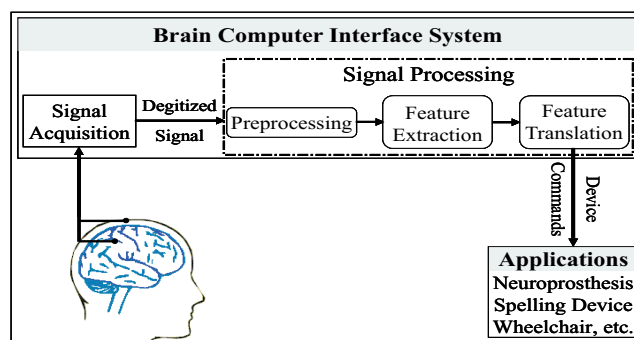 Brain Computer Interface System
Signal Processing
Signal
Acquisition
Degitized
Signal
Preprocessing
Feature
Extraction
Feature
Translation
Device
Commands
Applications
Neuroprosthesis
Spelling Device
Wheelchair, etc.